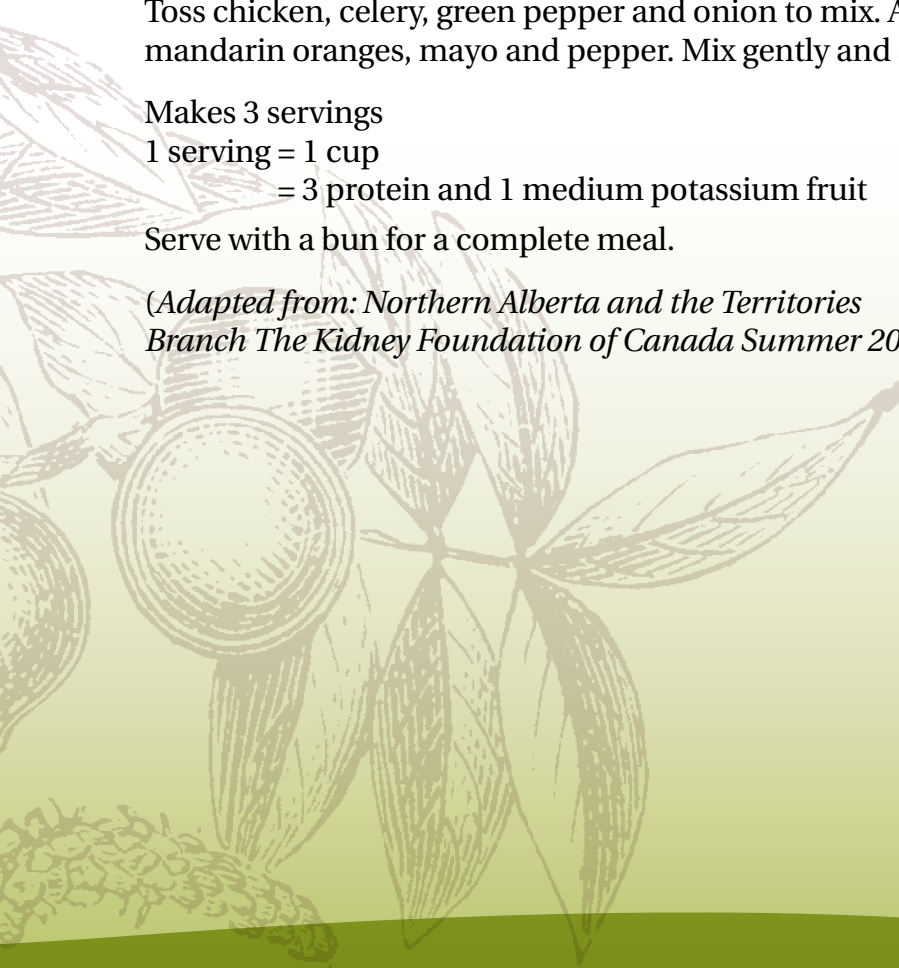 Toss chicken, celery, green pepper and onion to mix.
mandarin oranges, mayo and pepper. Mix gently and
Makes 3 servings
1 serving = 1 cup
= 3 protein and 1 medium potassium fruit
Serve with a bun for a complete meal.
(Adapted from: Northern Alberta and the Territories
Branch The Kidney Foundation of Canada Summer 20